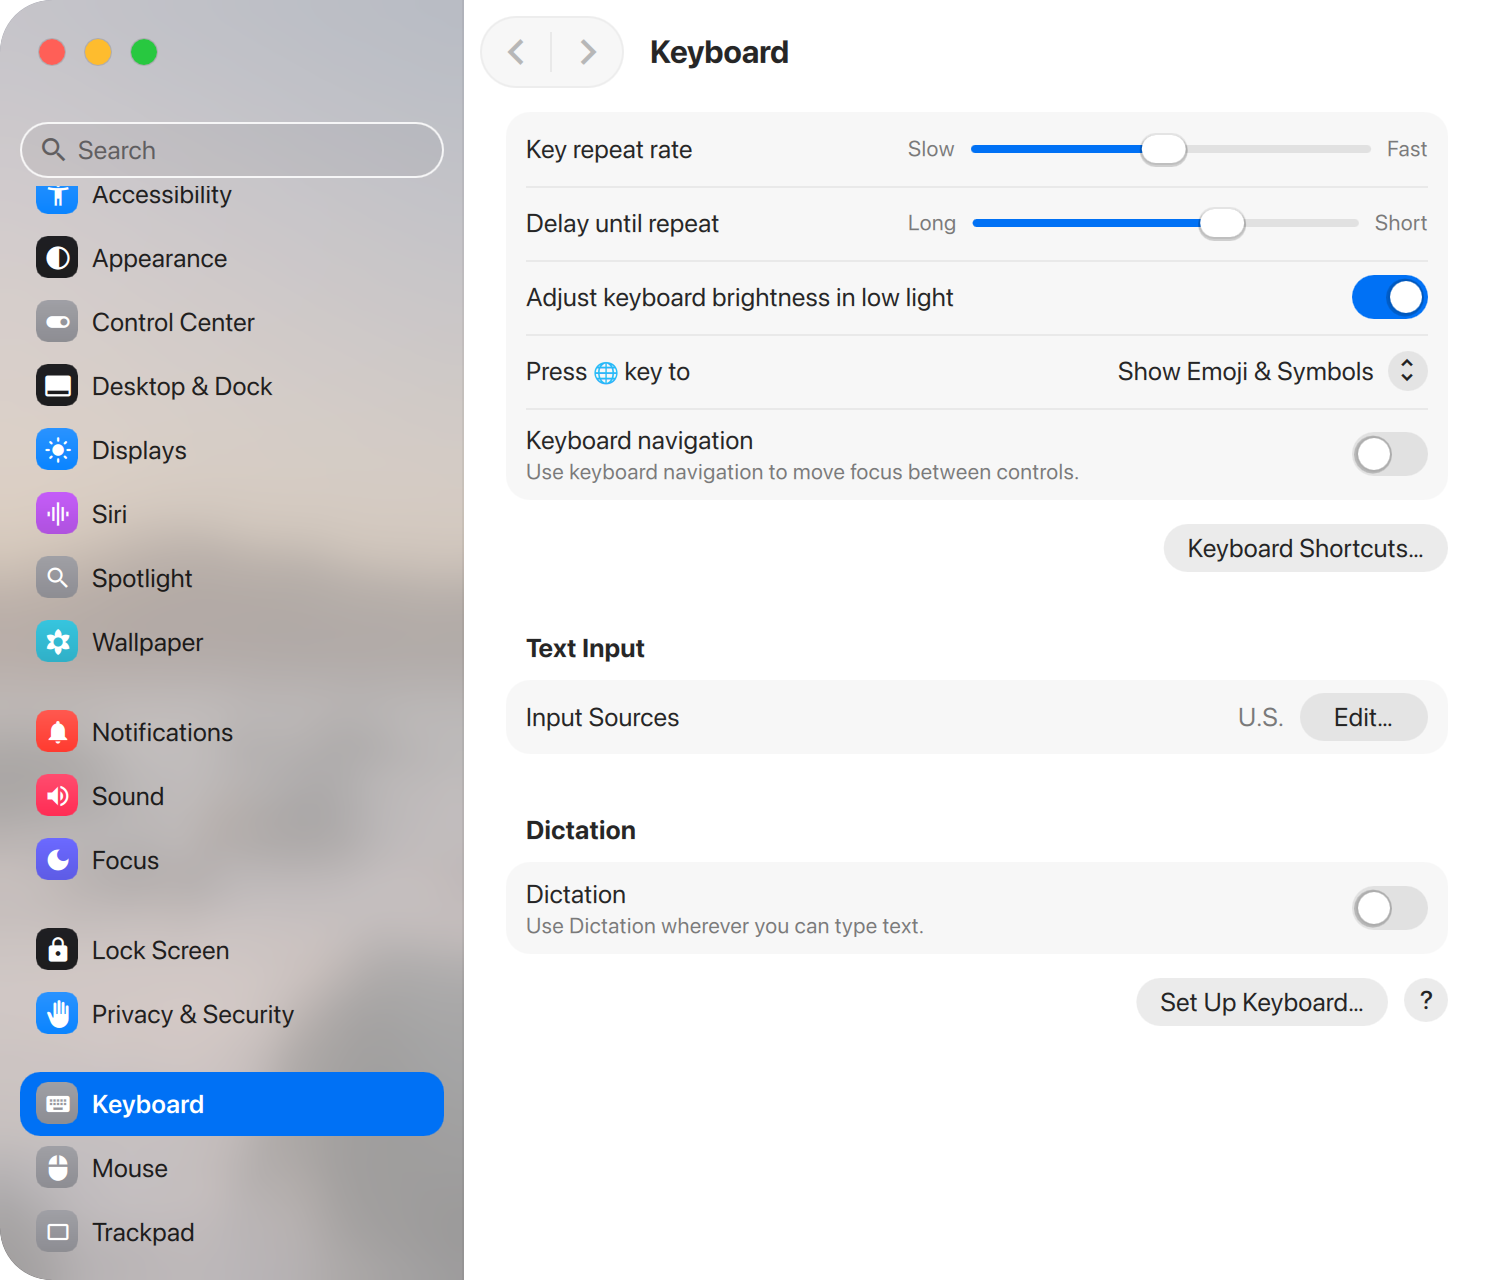 Keyboard
Search
Accessibility
Appearance
Control Center
Desktop & Dock
Displays
Siri
Spotlight
Wallpaper
Notifications
Sound
Focus
Lock Screen
Privacy & Security
Keyboard
Mouse
Trackpad
Key repeat rate Slow Fast
Delay until repeat Long Short
Adjust keyboard brightness in low light
Press 🌐 key to Show Emoji & Symbols
Keyboard navigation
Use keyboard navigation to move focus between controls.
Keyboard Shortcuts...
Text Input
Input Sources U.S. Edit...
Dictation
Dictation
Use Dictation wherever you can type text.
Set Up Keyboard... ?